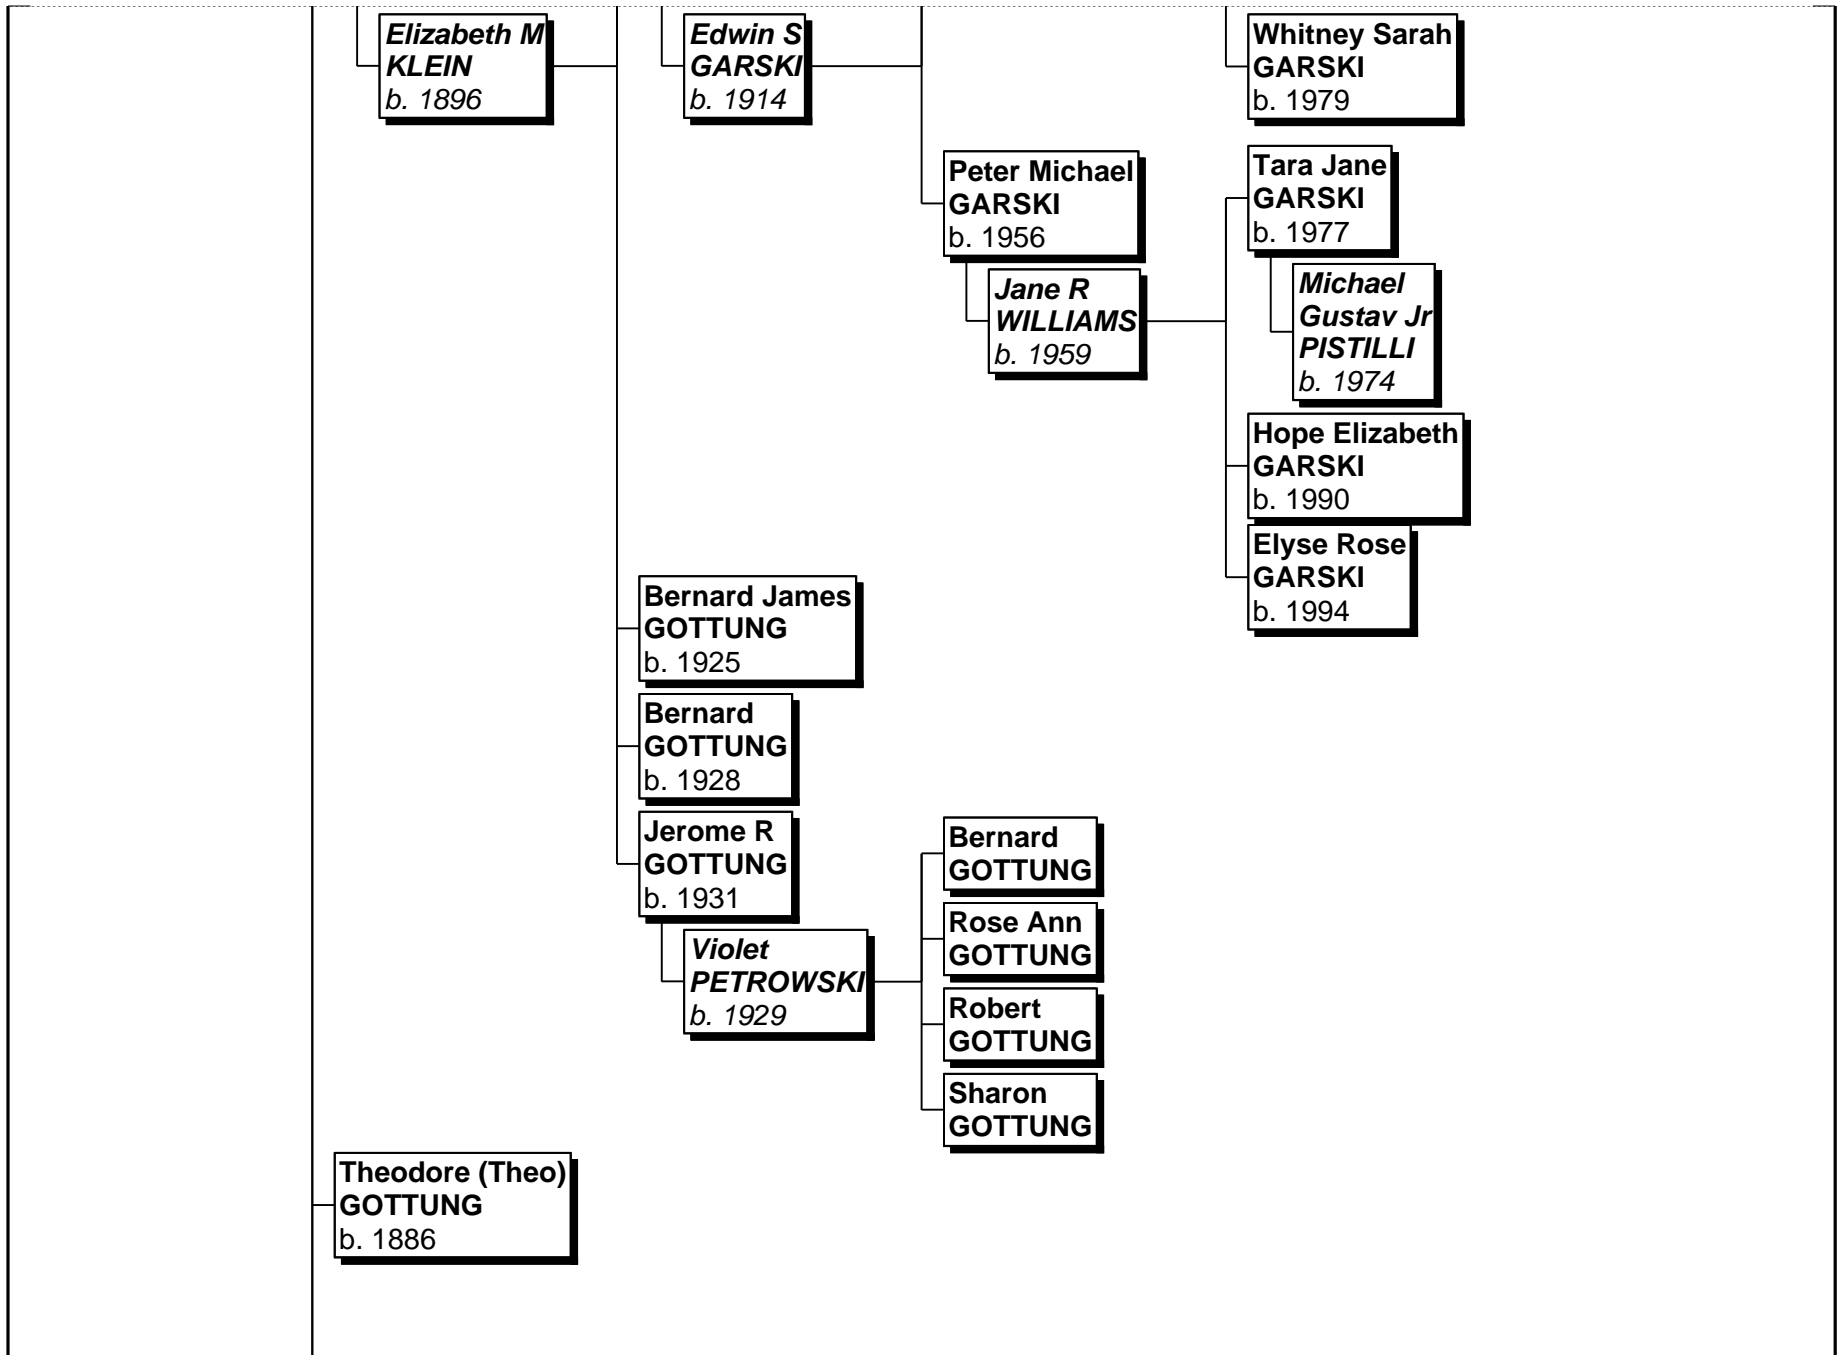 Elizabeth M
KLEIN
b. 1896
Edwin S
GARSKI
b. 1914
Whitney Sarah
GARSKI
b. 1979
Peter Michael
GARSKI
b. 1956
Jane R
WILLIAMS
b. 1959
Tara Jane
GARSKI
b. 1977
Michael
Gustav Jr
PISTILLI
b. 1974
Hope Elizabeth
GARSKI
b. 1990
Elyse Rose
GARSKI
b. 1994
Bernard James
GOTTUNG
b. 1925
Bernard
GOTTUNG
b. 1928
Jerome R
GOTTUNG
b. 1931
Violet
PETROWSKI
b. 1929
Bernard
GOTTUNG
Rose Ann
GOTTUNG
Robert
GOTTUNG
Sharon
GOTTUNG
Theodore (Theo)
GOTTUNG
b. 1886